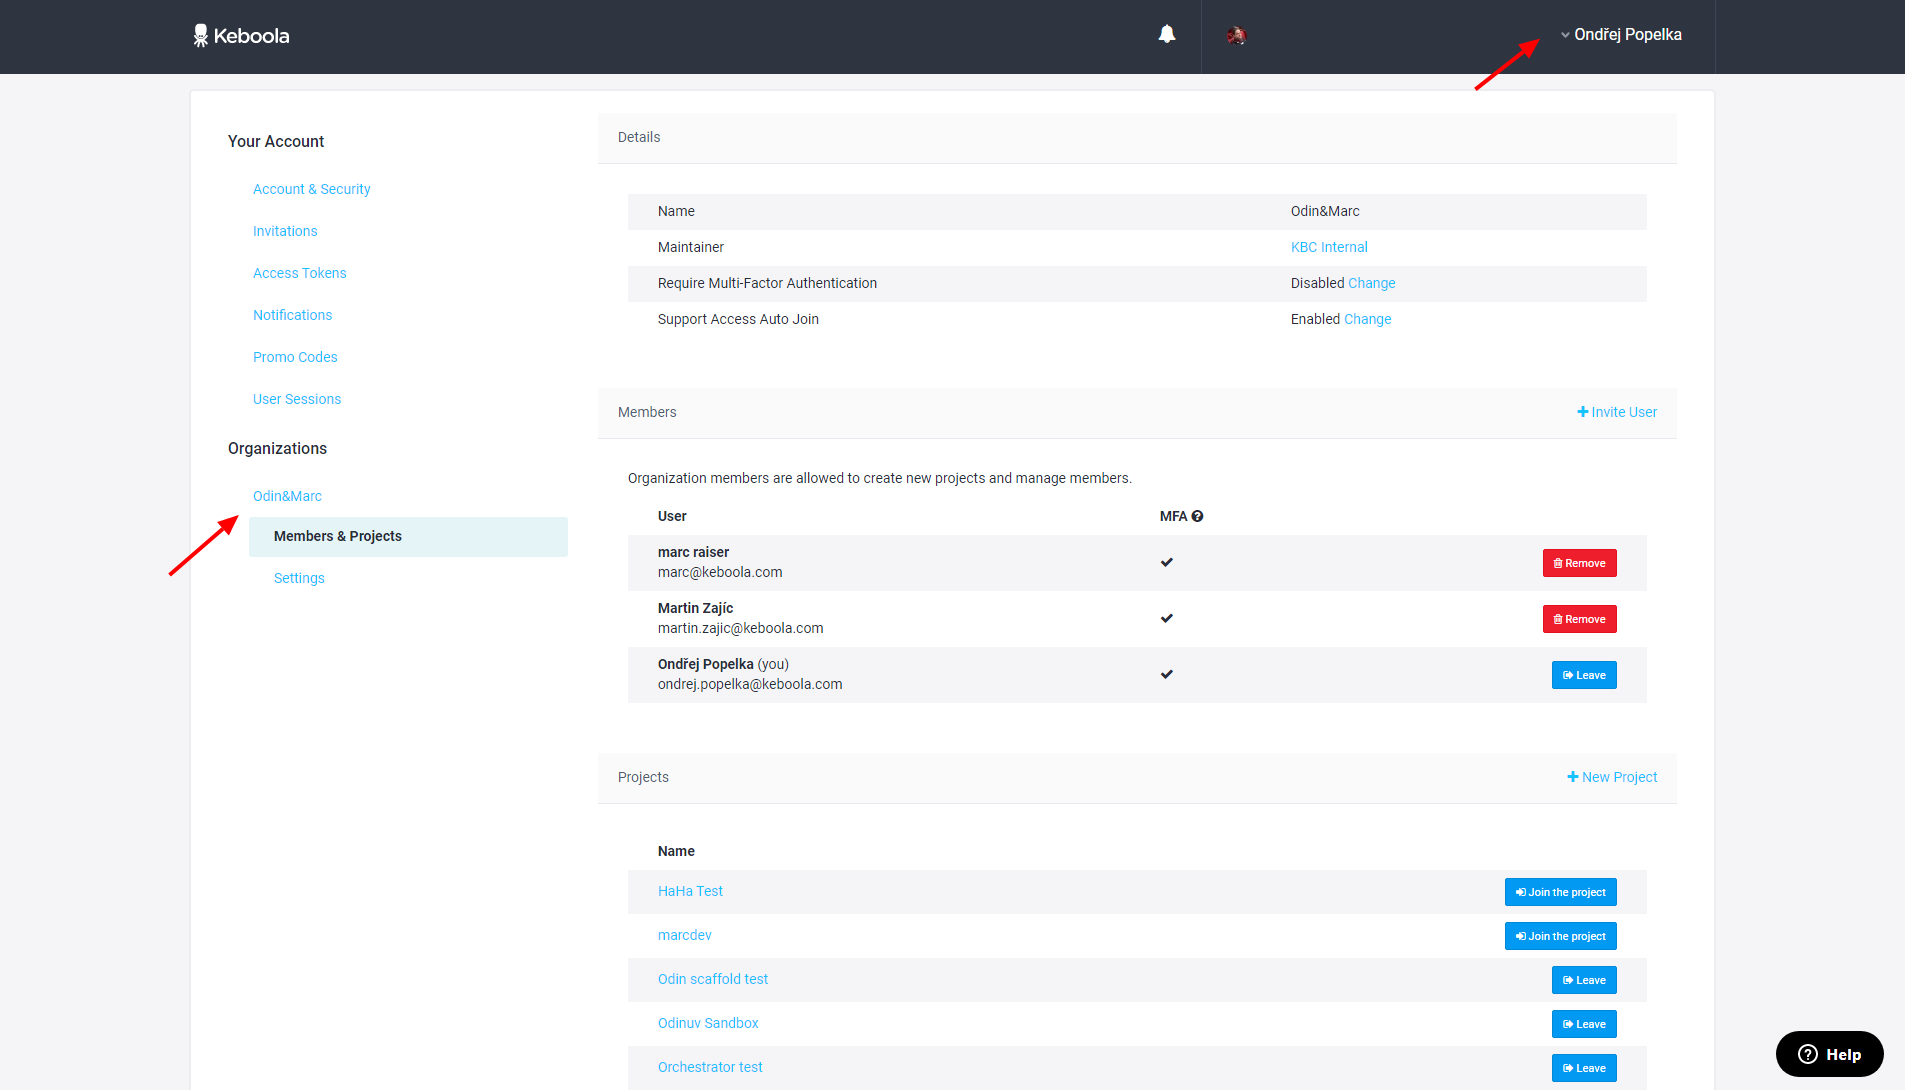 Keboola
Ondřej Popelka
Your Account
Account & Security
Invitations
Access Tokens
Notifications
Promo Codes
User Sessions
Organizations
Odin&Marc
Members & Projects
Settings
Details
Name Odin&Marc
Maintainer KBC Internal
Require Multi-Factor Authentication Disabled Change
Support Access Auto Join Enabled Change
Members Invite User
Organization members are allowed to create new projects and manage members.
User MFA
marc raiser
marc@keboola.com
Remove
Martin Zajíc
martin.zajic@keboola.com
Remove
Ondřej Popelka (you)
ondrej.popelka@keboola.com
Leave
Projects New Project
Name
HaHa Test Join the project
marcdev Join the project
Odin scaffold test Leave
Odinuv Sandbox Leave
Orchestrator test Leave
Help